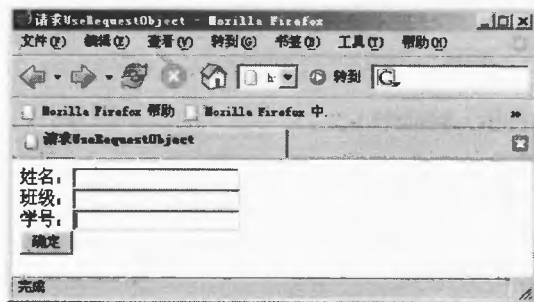 请求UseRequestObject - Mozilla Firefox
文件(F) 编辑(E) 查看(V) 转到(G) 书签(B) 工具(T) 帮助(H)
h 转到 G
Mozilla Firefox 帮助 Mozilla Firefox 中... »
请求UseRequestObject
姓名:
班级:
学号:
确定
完成